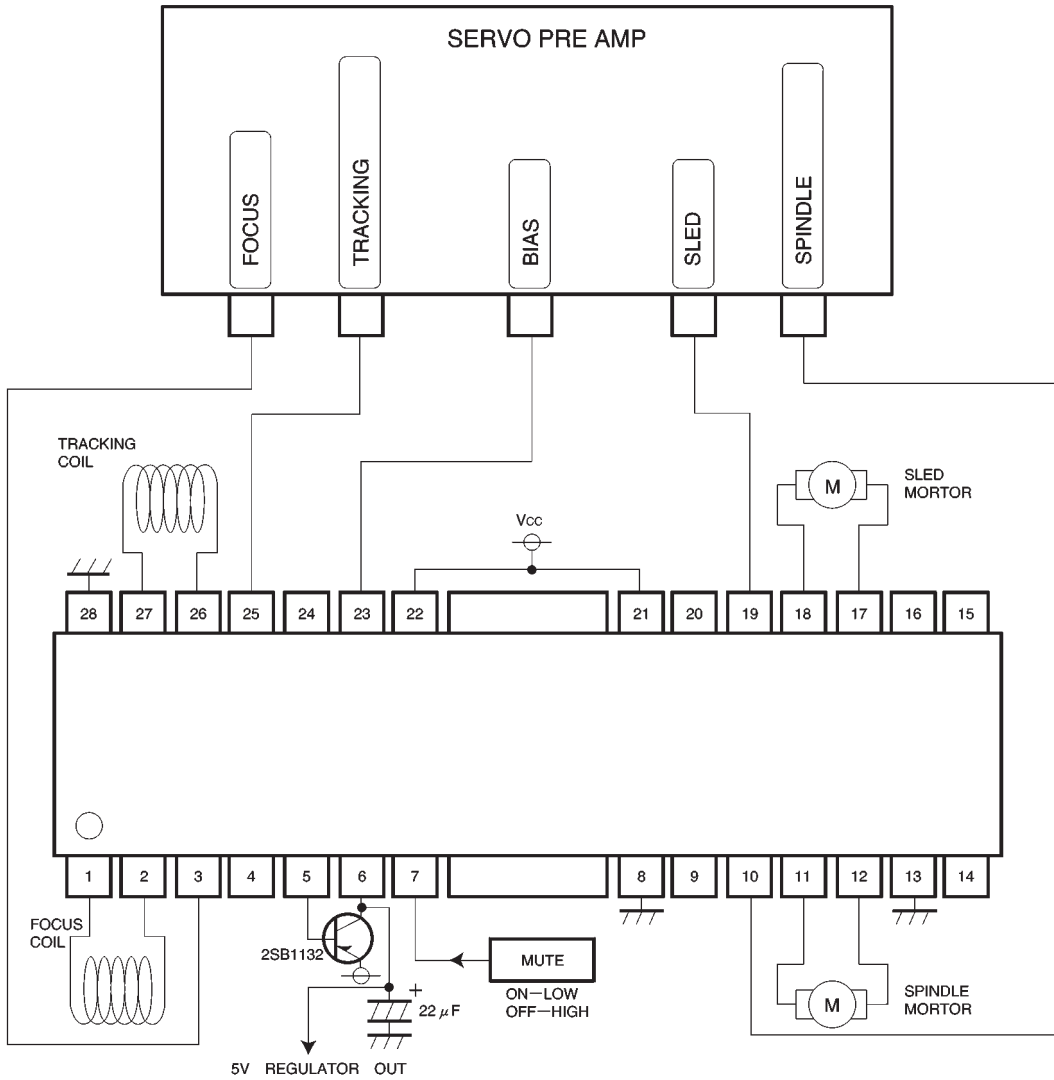 SERVO PRE AMP
FOCUS
TRACKING
BIAS
SLED
SPINDLE
TRACKING
COIL
VCC
M
SLED
MORTOR
28 27 26 25 24 23 22 21 20 19 18 17 16 15
1 2 3 4 5 6 7 8 9 10 11 12 13 14
FOCUS
COIL
2SB1132
MUTE
ON–LOW
OFF–HIGH
+
22 μF
M
SPINDLE
MORTOR
5V REGULATOR OUT